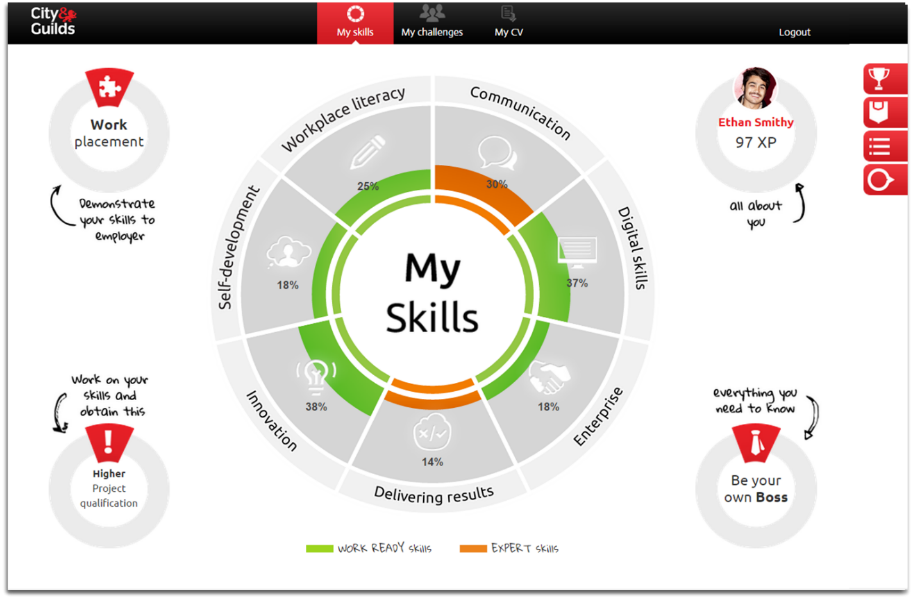 City&
Guilds
My skills
My challenges
My CV
Logout
Work
placement
Demonstrate
your skills to
employer
Workplace literacy
25%
Communication
30%
Ethan Smithy
97 XP
all about
you
Self-development
18%
Digital skills
37%
My
Skills
Innovation
38%
Enterprise
18%
</>
14%
Delivering results
Work on your
skills and
obtain this
!
Higher
Project
qualification
everything you
need to know
Be your
own Boss
WORK READY skills
EXPERT skills